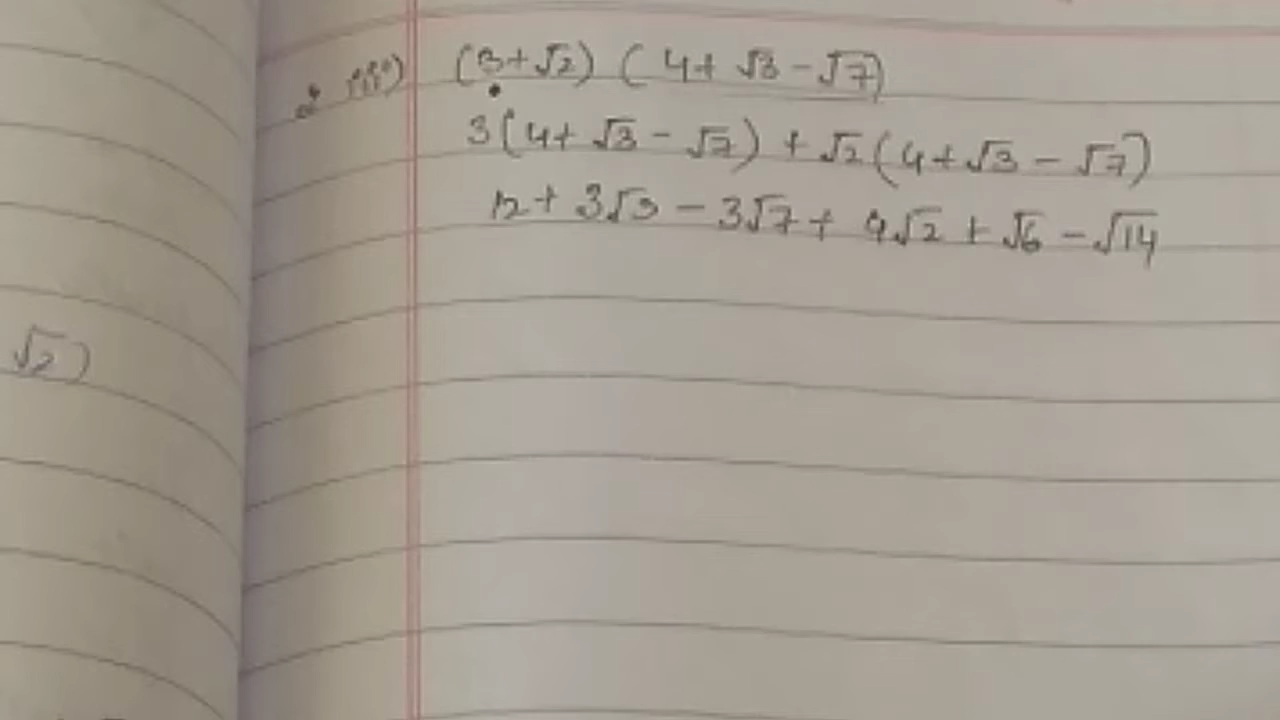 iii) (3+√2) (4+ √3 -√7)
3(4+ √3 - √7) + √2(4+√3 - √7)
12+ 3√3 - 3√7+ 4√2 + √6 -√14
√2)